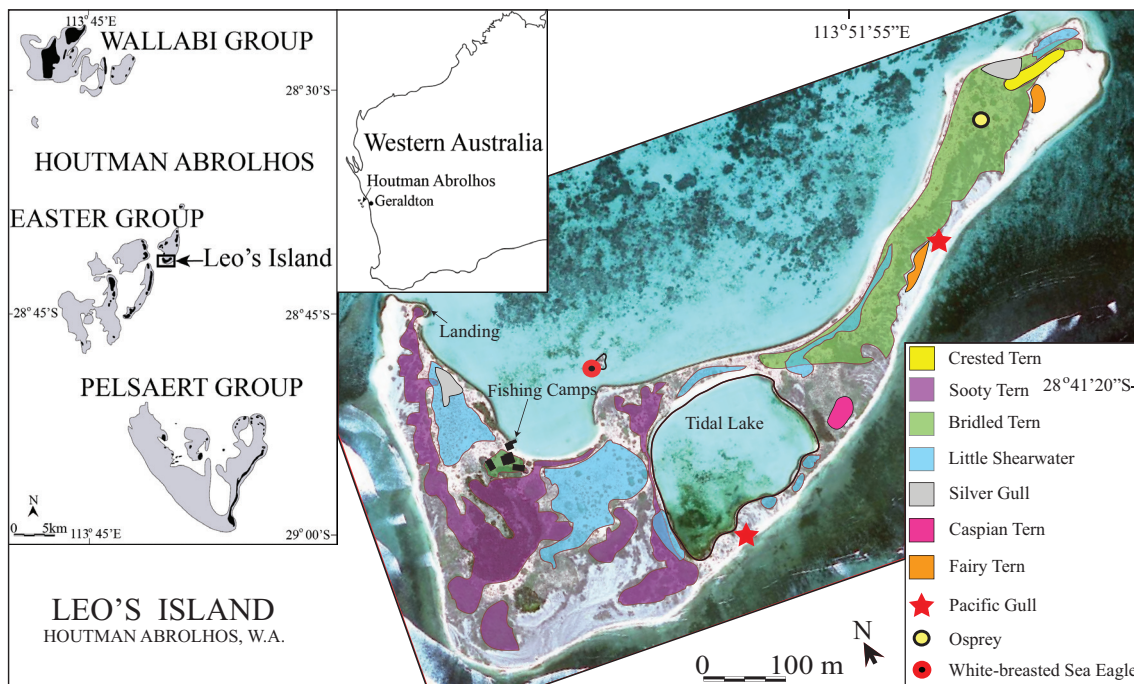 113°45'E
WALLABI GROUP
28°30'S
HOUTMAN ABROLHOS
EASTER GROUP
Leo's Island
28°45'S
PELSAERT GROUP
N
0 5km
113°45'E
29°00'S
LEO'S ISLAND
HOUTMAN ABROLHOS, W.A.
Western Australia
Houtman Abrolhos
Geraldton
113°51'55"E
Landing
Fishing Camps
Tidal Lake
N
0 100 m
Crested Tern
Sooty Tern
28°41'20"S
Bridled Tern
Little Shearwater
Silver Gull
Caspian Tern
Fairy Tern
Pacific Gull
Osprey
White-breasted Sea Eagle